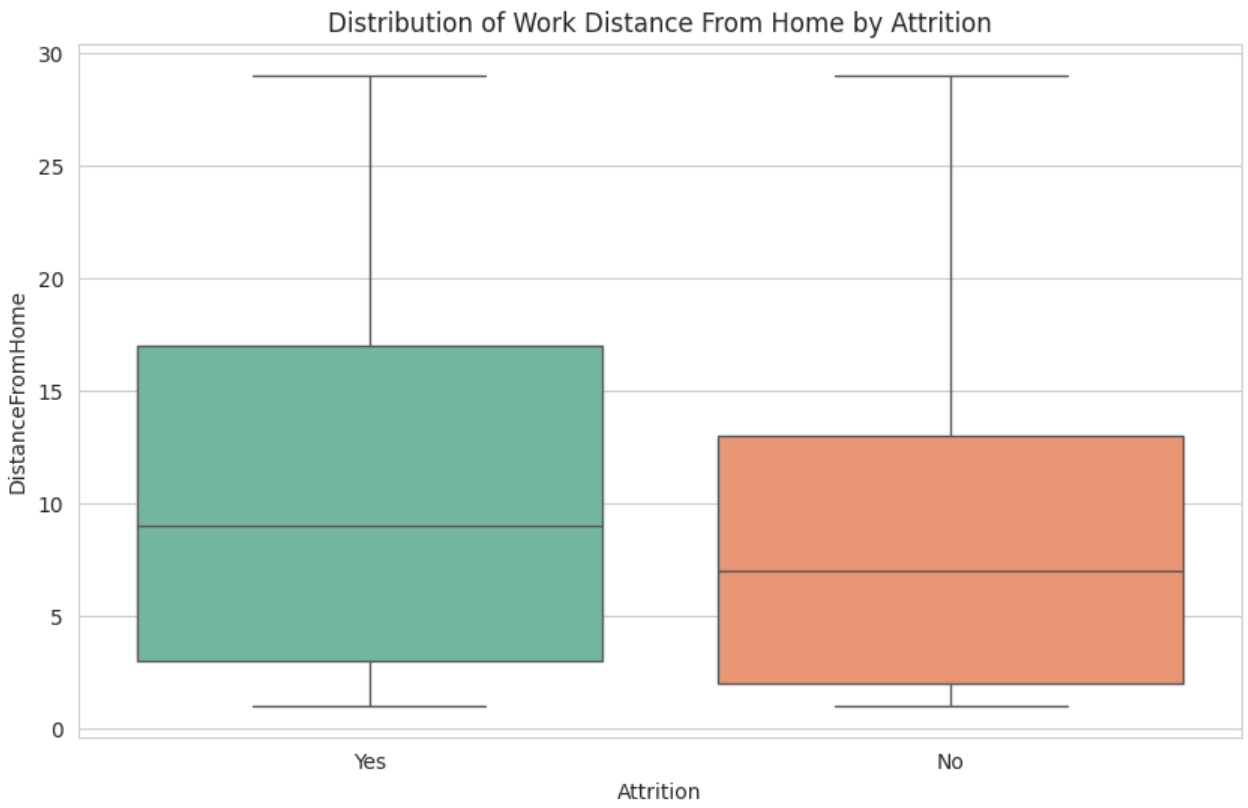 Distribution of Work Distance From Home by Attrition
30
25
20
15
10
5
0
DistanceFromHome
Yes No
Attrition